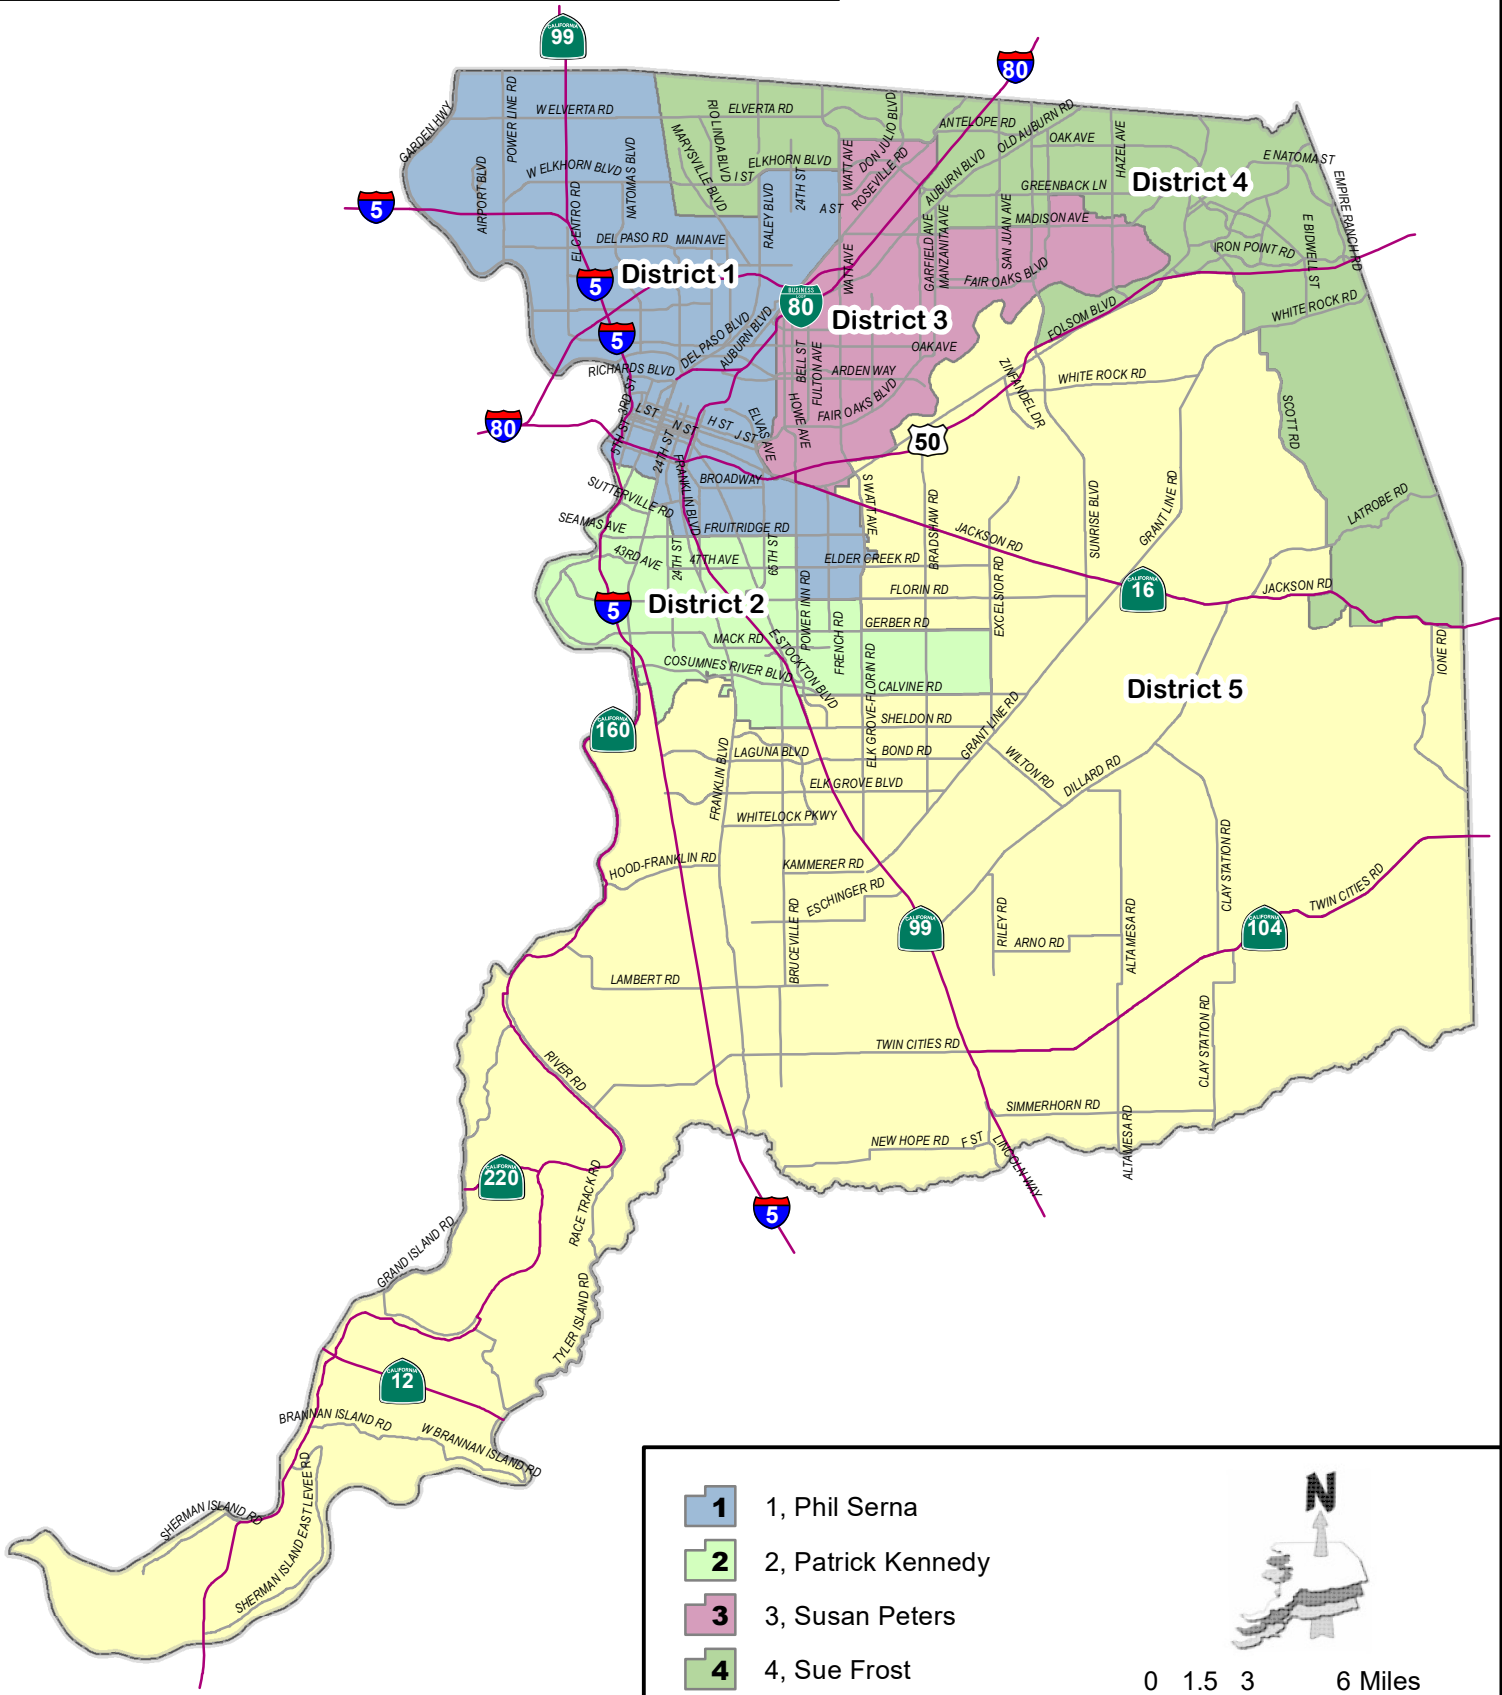 CALIFORNIA
99
80
GARDEN HWY
POWER LINE RD
W ELVERTA RD
RIO LINDA BLVD
ELVERTA RD
DON JULIO BLVD
ANTELOPE RD
OLD AUBURN RD
OAK AVE
HAZEL AVE
MARYSVILLE BLVD
ELKHORN BLVD
I ST
WATT AVE
ROSEVILLE RD
AUBURN BLVD
E NATOMA ST
EMPIRE RANCH RD
AIRPORT BLVD
W ELKHORN BLVD
NATOMAS BLVD
EL CENTRO RD
24TH ST
RALEY BLVD
A ST
GREENBACK LN
District 4
5
DEL PASO RD
MAIN AVE
WATT AVE
GARFIELD AVE
MANZANITA AVE
SAN JUAN AVE
MADISON AVE
E BIDWELL ST
IRON POINT RD
District 1
5
BUSINESS
80
FAIR OAKS BLVD
WHITE ROCK RD
District 3
FOLSOM BLVD
5
DEL PASO BLVD
AUBURN BLVD
BELL ST
FULTON AVE
OAK AVE
RICHARDS BLVD
ARDEN WAY
WHITE ROCK RD
ZINFANDEL DR
3RD ST
5TH ST
L ST
N ST
H ST
J ST
ELVAS AVE
HOWE AVE
FAIR OAKS BLVD
SCOTT RD
80
50
24TH ST
FRANKLIN BLVD
BROADWAY
SUTTERVILLE RD
S WATT AVE
BRADSHAW RD
SUNRISE BLVD
GRANT LINE RD
LATROBE RD
SEAMAS AVE
FRUITRIDGE RD
JACKSON RD
43RD AVE
24TH ST
47TH AVE
65TH ST
ELDER CREEK RD
EXCELSIOR RD
CALIFORNIA
16
JACKSON RD
5
District 2
POWER INN RD
FLORIN RD
MACK RD
E STOCKTON BLVD
FRENCH RD
GERBER RD
IONE RD
COSUMNES RIVER BLVD
ELK GROVE-FLORIN RD
CALVINE RD
District 5
CALIFORNIA
160
SHELDON RD
GRANT LINE RD
FRANKLIN BLVD
LAGUNA BLVD
BOND RD
WILTON RD
DILLARD RD
ELK GROVE BLVD
WHITELOCK PKWY
HOOD-FRANKLIN RD
KAMMERER RD
CLAY STATION RD
ESCHINGER RD
TWIN CITIES RD
BRUCEVILLE RD
CALIFORNIA
99
RILEY RD
ARNO RD
ALTA MESA RD
CALIFORNIA
104
LAMBERT RD
CLAY STATION RD
TWIN CITIES RD
RIVER RD
SIMMERHORN RD
ALTA MESA RD
NEW HOPE RD
F ST
LINCOLN WAY
CALIFORNIA
220
RACE TRACK RD
5
GRAND ISLAND RD
TYLER ISLAND RD
CALIFORNIA
12
BRANNAN ISLAND RD
W BRANNAN ISLAND RD
SHERMAN ISLAND RD
SHERMAN ISLAND EAST LEVEE RD
1 1, Phil Serna
2 2, Patrick Kennedy
3 3, Susan Peters
4 4, Sue Frost
N
0 1.5 3 6 Miles